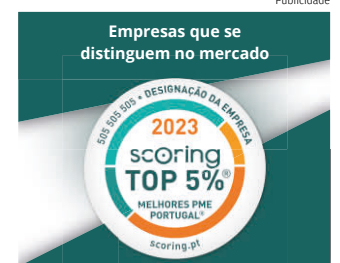 Publicidade
Empresas que se
distinguem no mercado
505 505 505 • DESIGNAÇÃO DA EMPRESA
2023
scoring
TOP 5%®
MELHORES PME
PORTUGAL®
scoring.pt